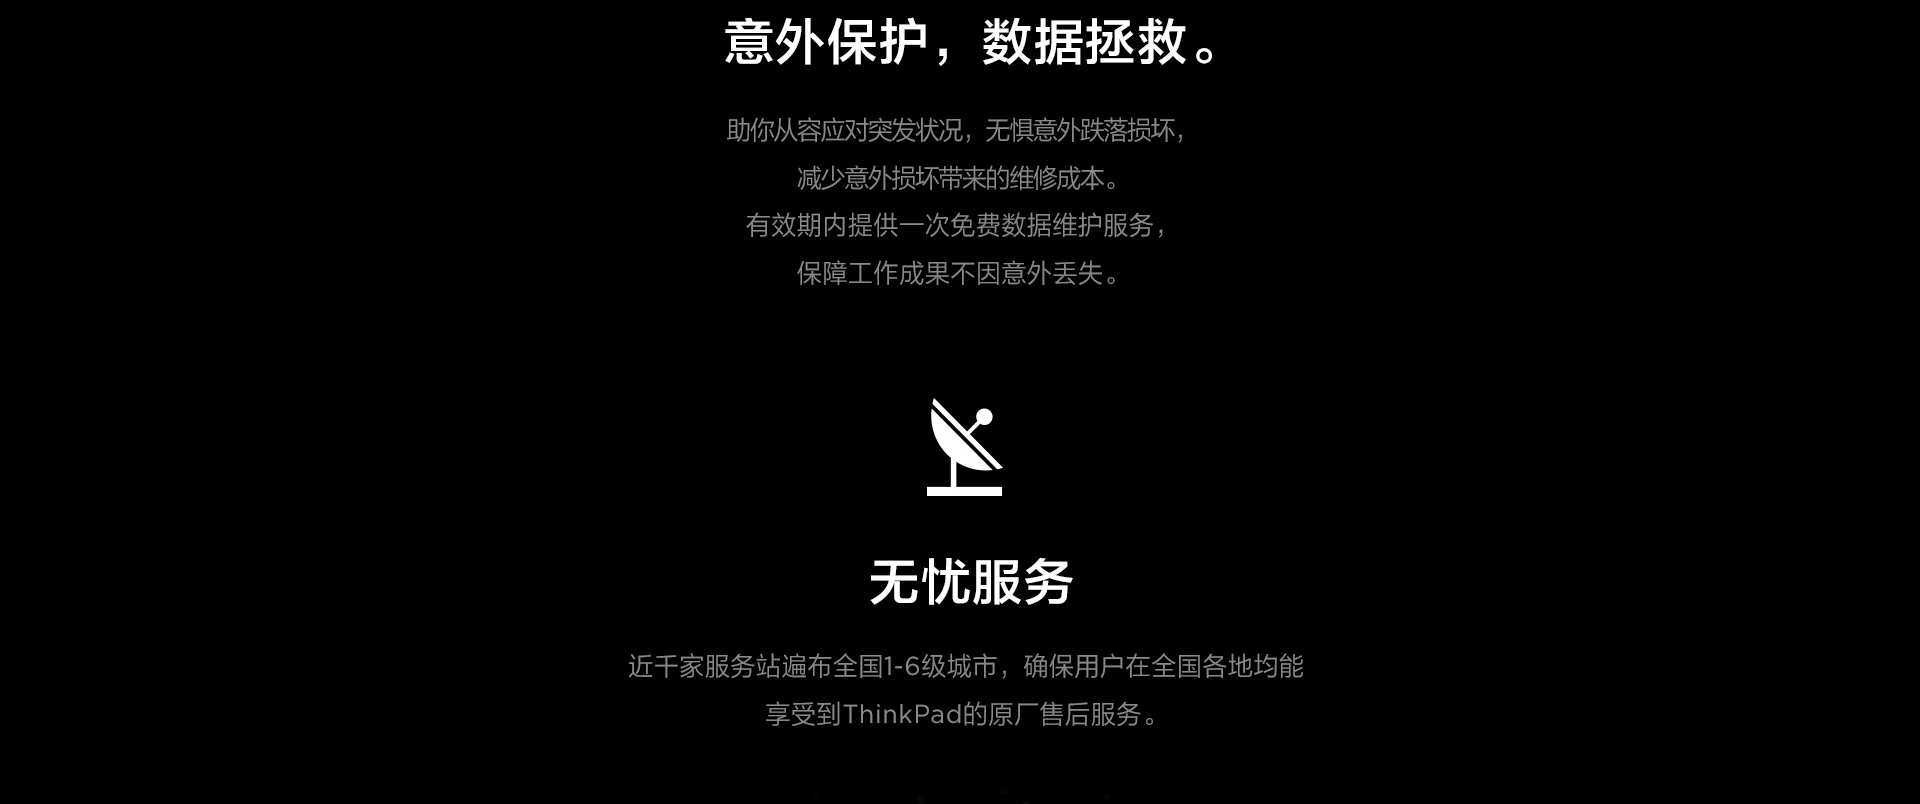 意外保护，数据拯救。
助你从容应对突发状况，无惧意外跌落损坏，
减少意外损坏带来的维修成本。
有效期内提供一次免费数据维护服务，
保障工作成果不因意外丢失。
无忧服务
近千家服务站遍布全国1-6级城市，确保用户在全国各地均能
享受到ThinkPad的原厂售后服务。